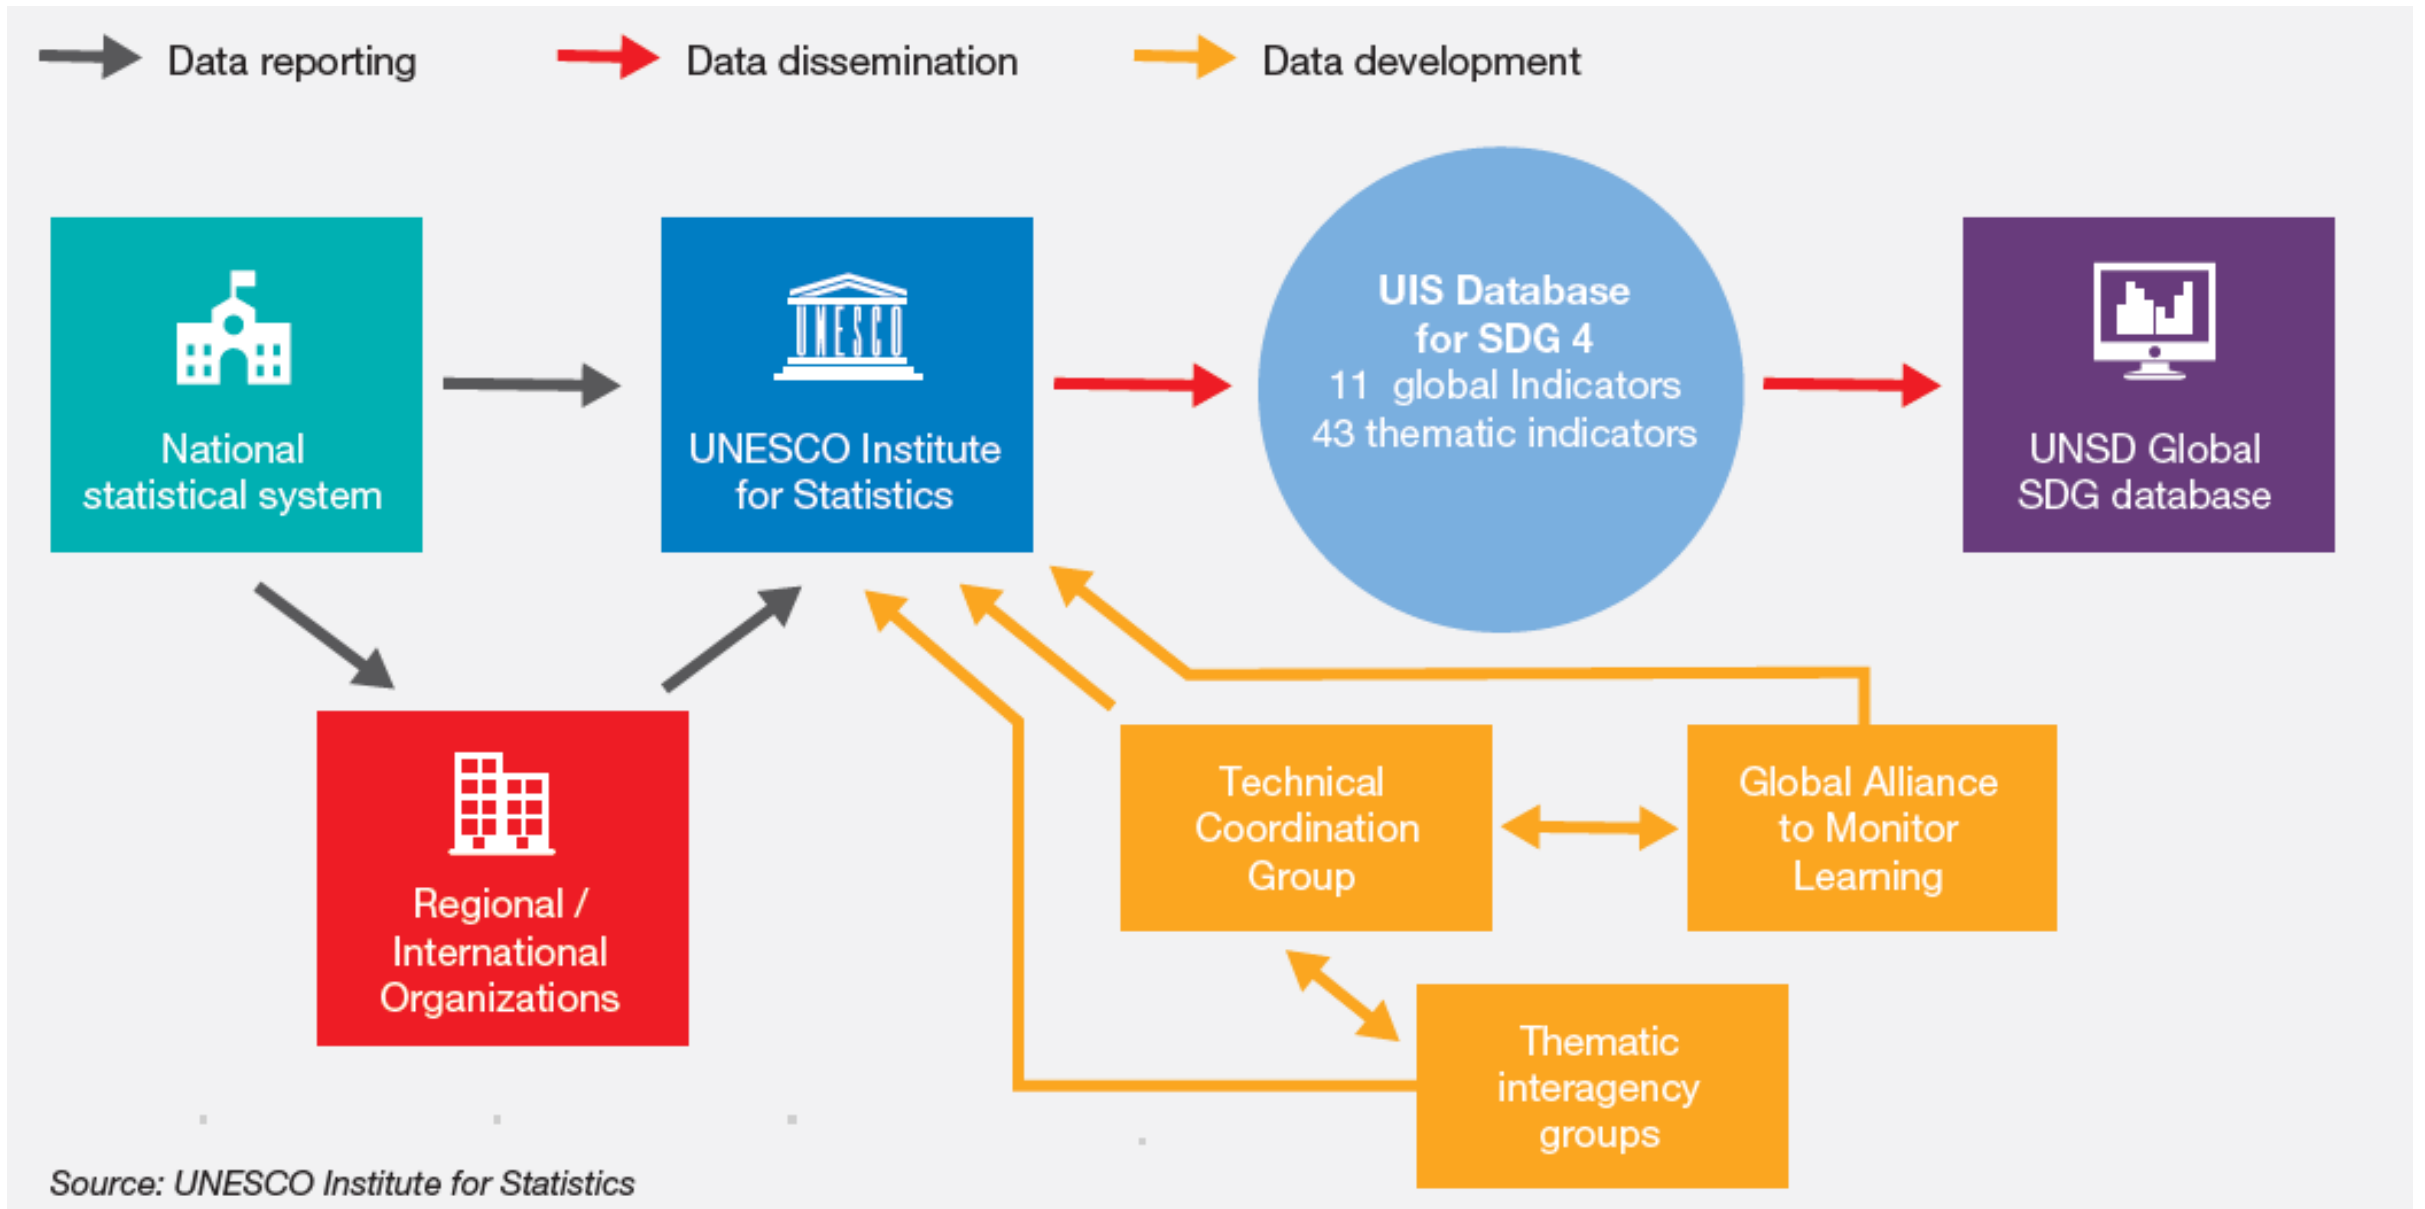 Data reporting
Data dissemination
Data development
National
statistical system
UNESCO
UNESCO Institute
for Statistics
UIS Database
for SDG 4
11 global Indicators
43 thematic indicators
UNSD Global
SDG database
Regional /
International
Organizations
Technical
Coordination
Group
Global Alliance
to Monitor
Learning
Thematic
interagency
groups
Source: UNESCO Institute for Statistics